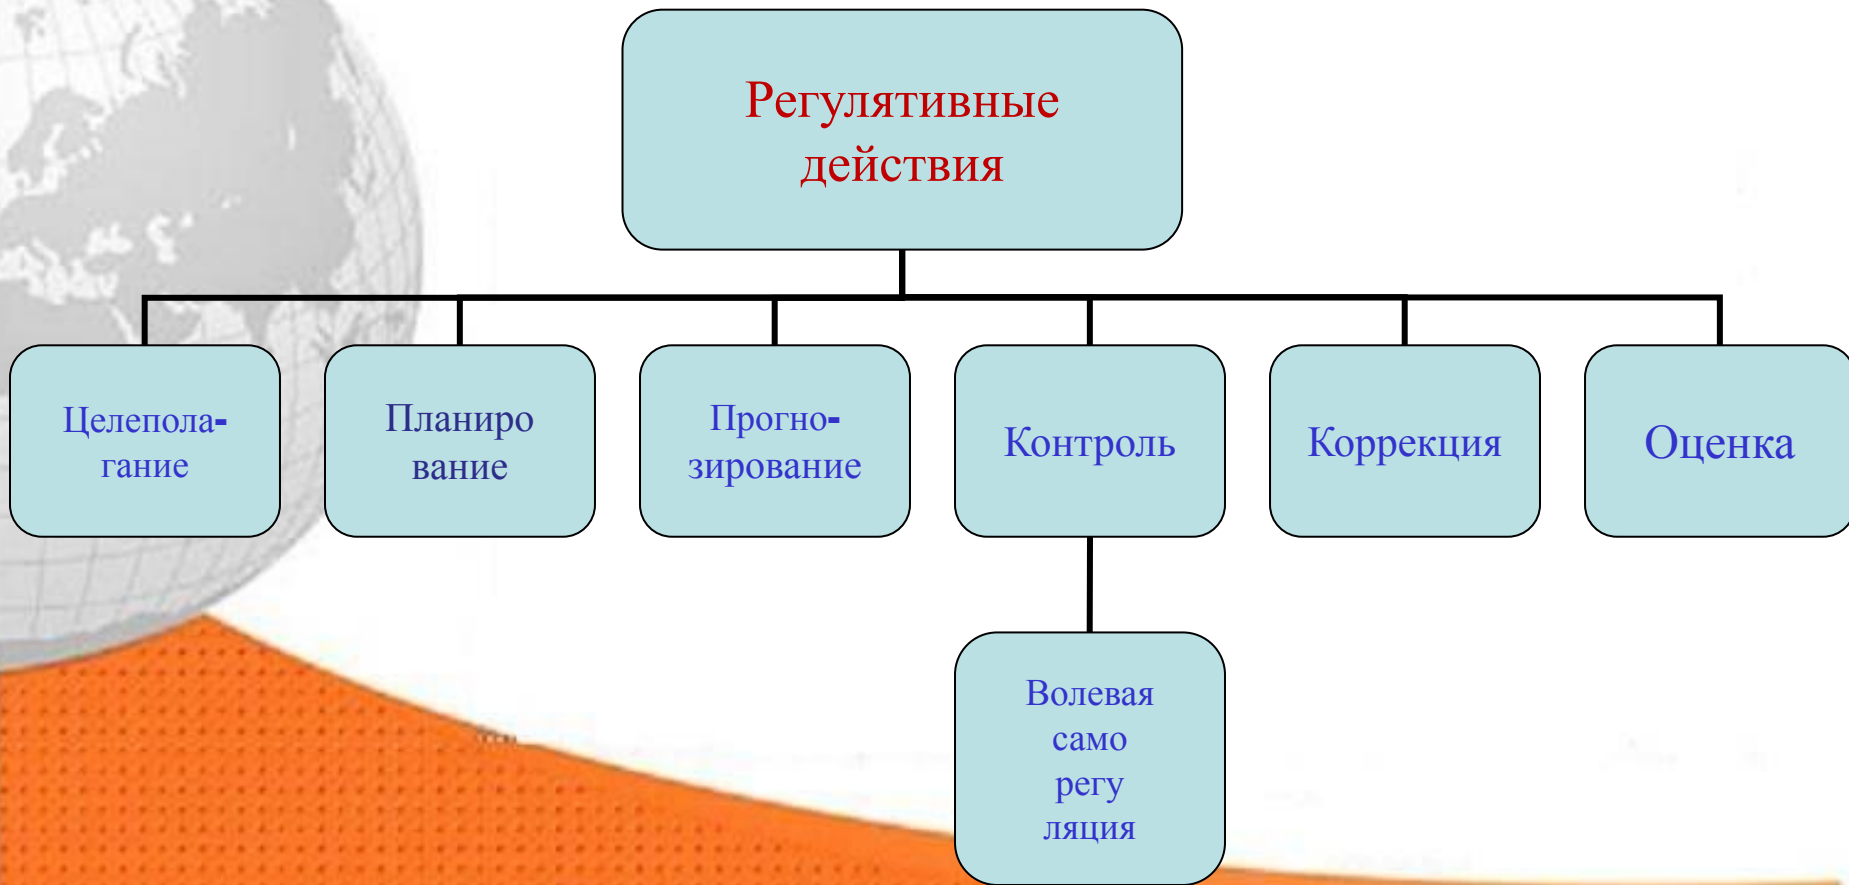 Регулятивные
действия
Целепола-
гание
Планиро
вание
Прогно-
зирование
Контроль
Коррекция
Оценка
Волевая
само
регу
ляция